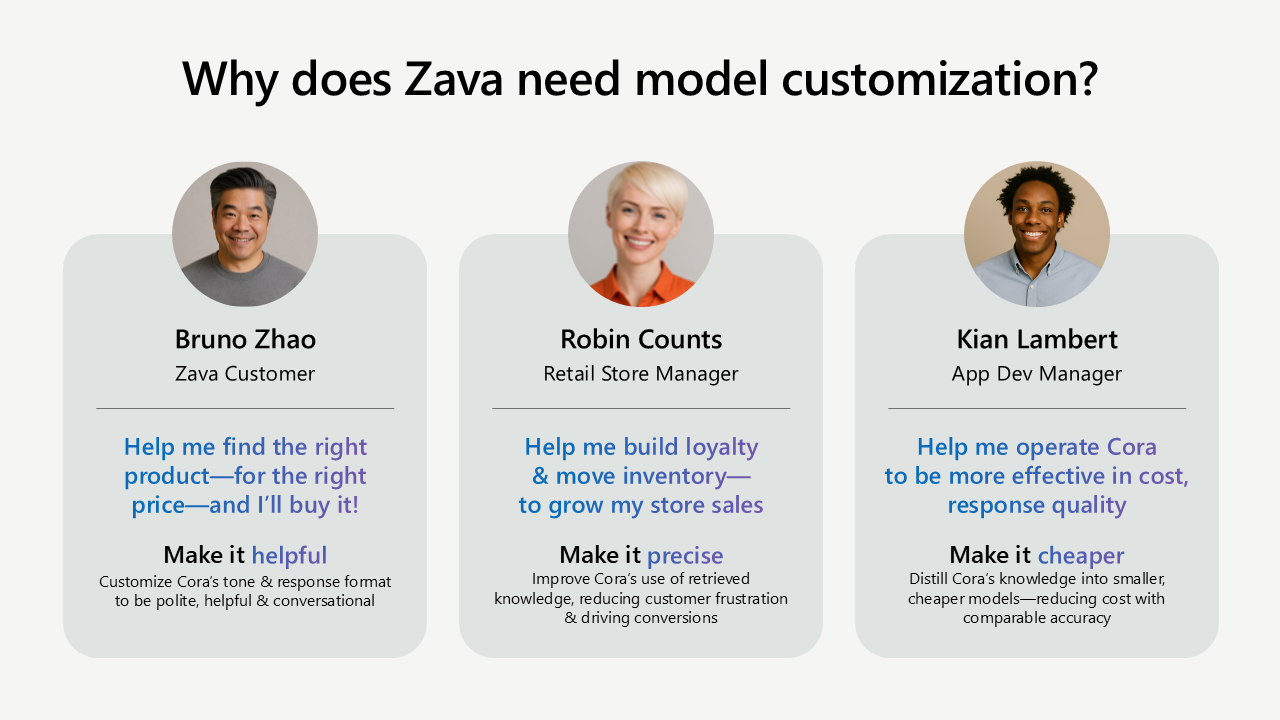 Why does Zava need model customization?
Bruno Zhao
Zava Customer
Help me find the right
product—for the right
price—and I'll buy it!
Make it helpful
Customize Cora's tone & response format
to be polite, helpful & conversational
Robin Counts
Retail Store Manager
Help me build loyalty
& move inventory—
to grow my store sales
Make it precise
Improve Cora's use of retrieved
knowledge, reducing customer frustration
& driving conversions
Kian Lambert
App Dev Manager
Help me operate Cora
to be more effective in cost,
response quality
Make it cheaper
Distill Cora's knowledge into smaller,
cheaper models—reducing cost with
comparable accuracy